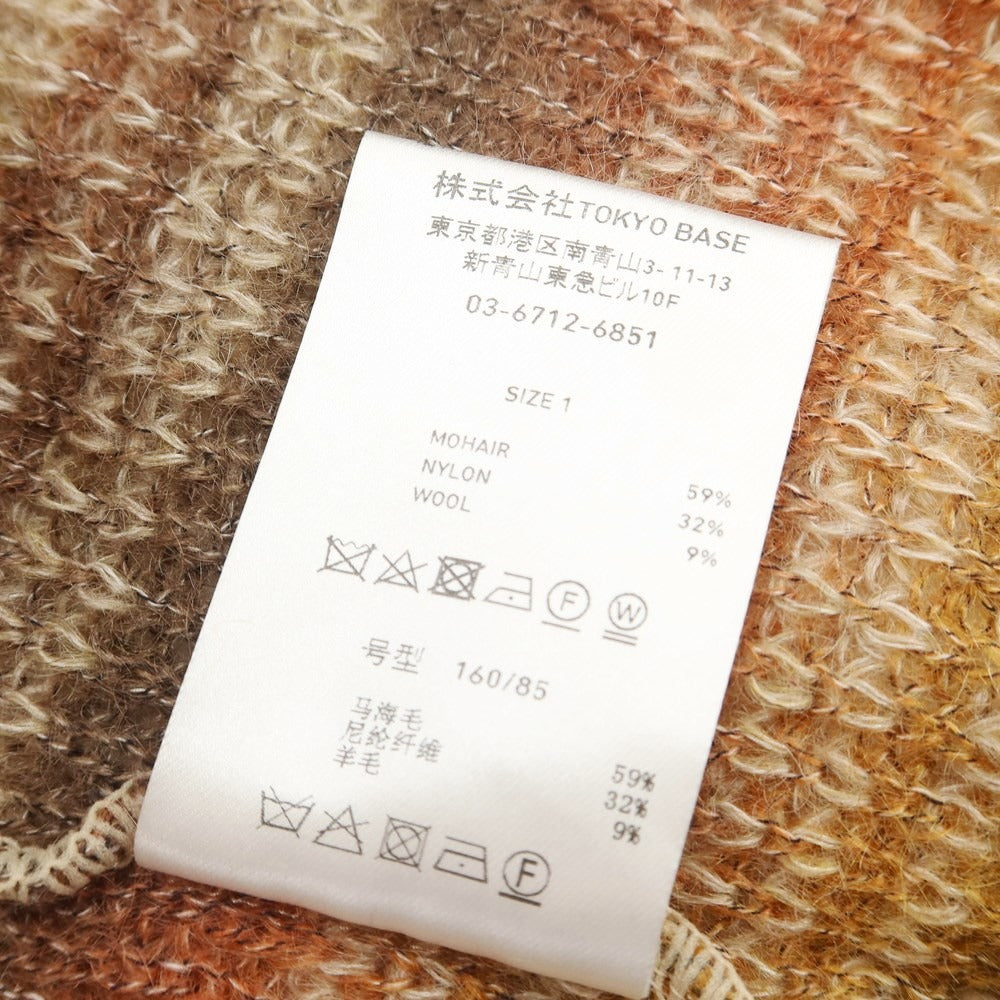 株式会社TOKYO BASE
東京都港区南青山3-11-13
新青山東急ビル10F
03-6712-6851
SIZE 1
MOHAIR 59%
NYLON 32%
WOOL 9%
F W
号型 160/85
马海毛 59%
尼纶纤维 32%
羊毛 9%
F